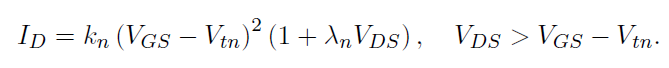 I_D = k_n (V_{GS} − V_{tn})^2 (1 + λ_n V_{DS}) ,    V_{DS} > V_{GS} − V_{tn}.